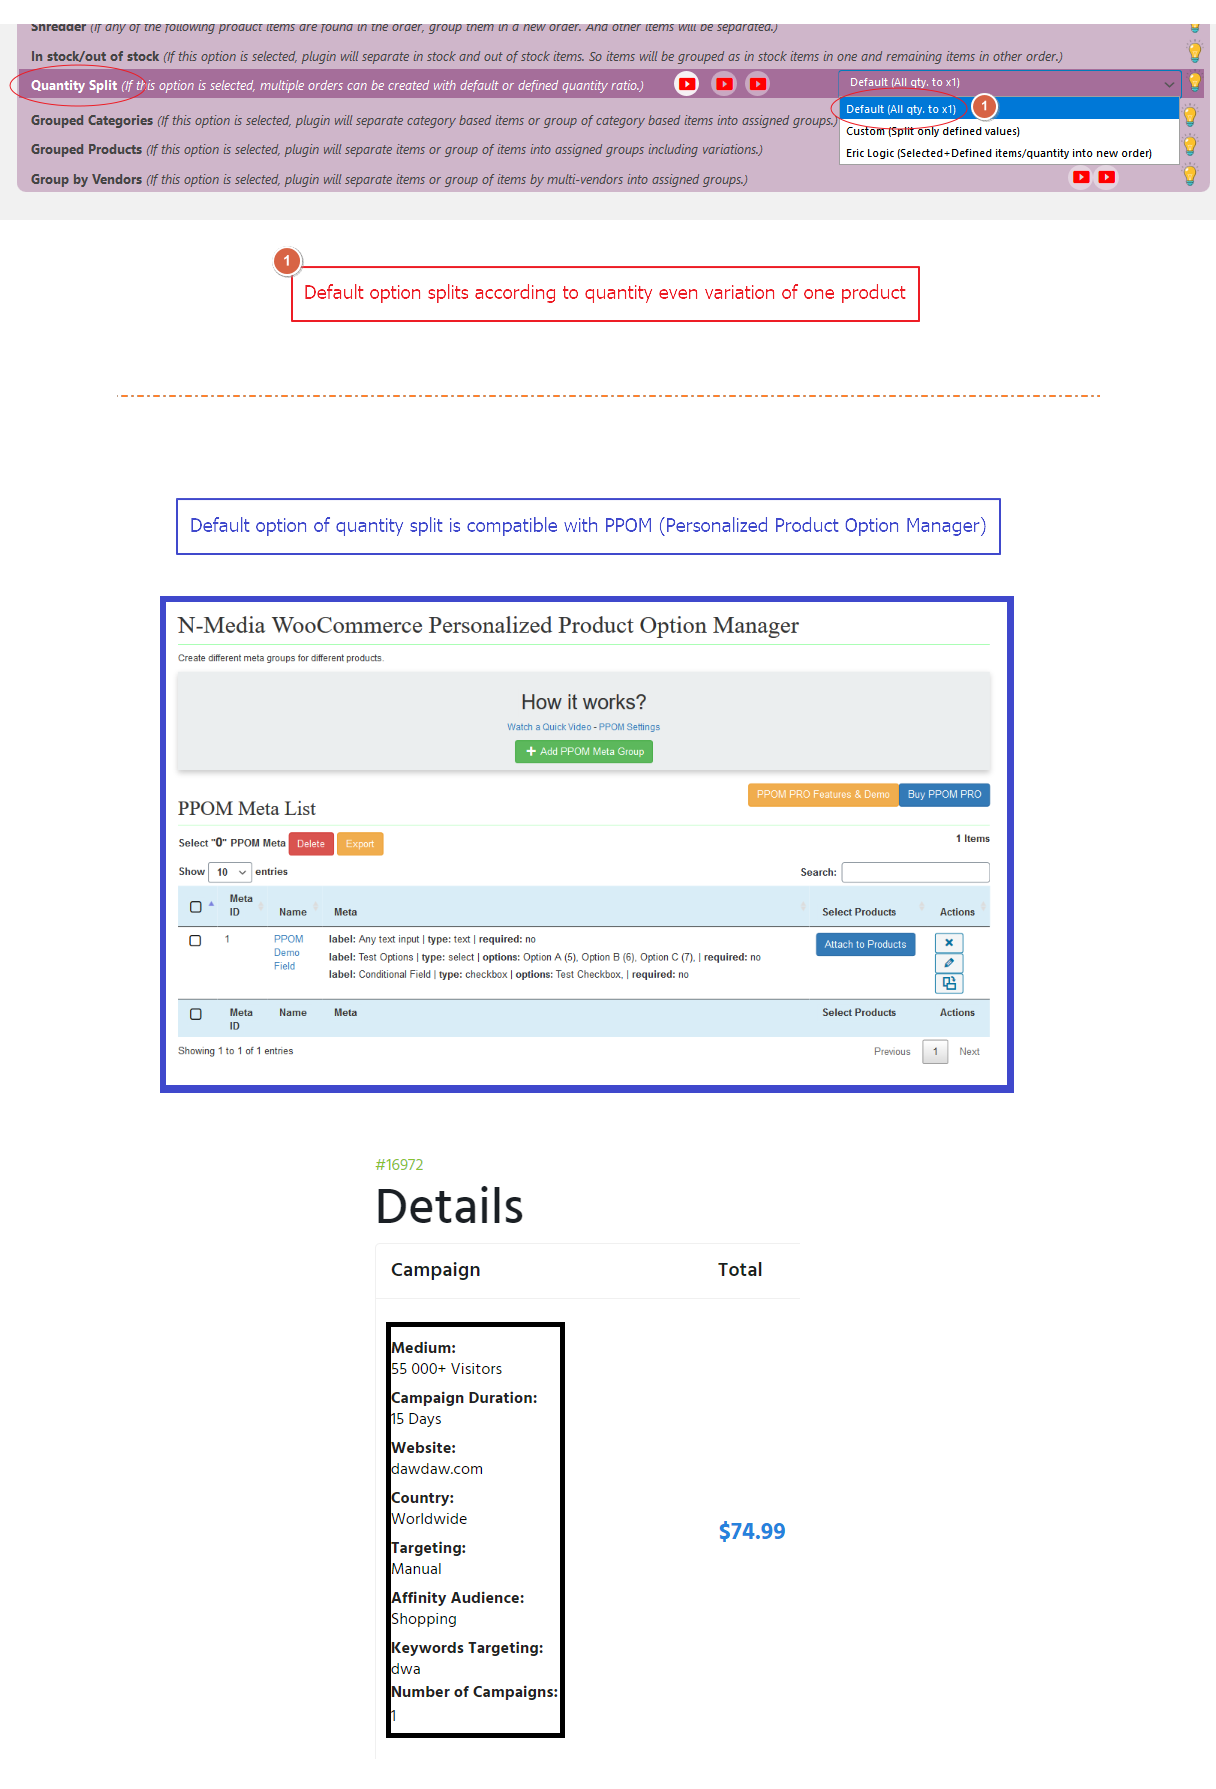 Shredder (If any of the following product items are found in the order, group them in a new order. And other items will be separated.)
In stock/out of stock (If this option is selected, plugin will separate in stock and out of stock items. So items will be grouped as in stock items in one and remaining items in other order.)
Quantity Split (If this option is selected, multiple orders can be created with default or defined quantity ratio.)
Default (All qty. to x1)
Default (All qty. to x1)
1
Custom (Split only defined values)
Eric Logic (Selected+Defined items/quantity into new order)
Grouped Categories (If this option is selected, plugin will separate category based items or group of category based items into assigned groups.)
Grouped Products (If this option is selected, plugin will separate items or group of items into assigned groups including variations.)
Group by Vendors (If this option is selected, plugin will separate items or group of items by multi-vendors into assigned groups.)
1
Default option splits according to quantity even variation of one product
Default option of quantity split is compatible with PPOM (Personalized Product Option Manager)
N-Media WooCommerce Personalized Product Option Manager
Create different meta groups for different products.
How it works?
Watch a Quick Video - PPOM Settings
Add PPOM Meta Group
PPOM PRO Features & Demo Buy PPOM PRO
PPOM Meta List
Select "0" PPOM Meta Delete Export 1 Items
Show 10 entries Search:
Meta ID Name Meta Select Products Actions
1 PPOM Demo Field
label: Any text input | type: text | required: no
label: Test Options | type: select | options: Option A (5), Option B (6), Option C (7), | required: no
label: Conditional Field | type: checkbox | options: Test Checkbox, | required: no
Attach to Products
Meta ID Name Meta Select Products Actions
Showing 1 to 1 of 1 entries Previous 1 Next
#16972
Details
Campaign Total
Medium:
55 000+ Visitors
Campaign Duration:
15 Days
Website:
dawdaw.com
Country:
Worldwide
$74.99
Targeting:
Manual
Affinity Audience:
Shopping
Keywords Targeting:
dwa
Number of Campaigns:
1